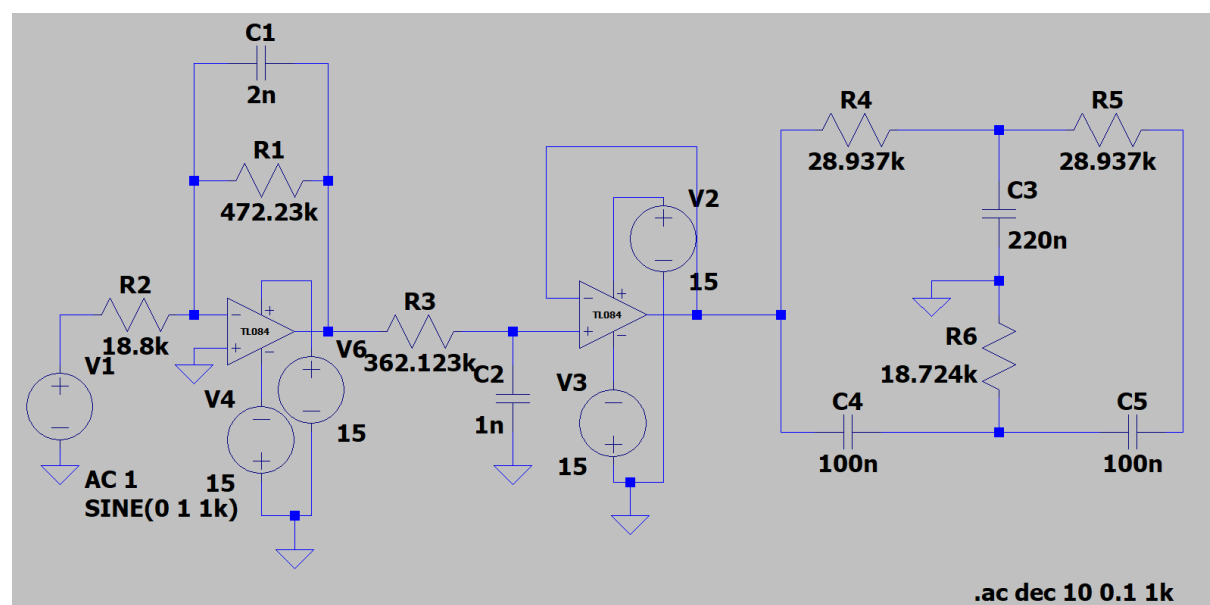 C1
2n
R1
472.23k
R2
18.8k
V1
AC 1
SINE(0 1 1k)
TL084
V4
15
V6
15
R3
362.123k
C2
1n
TL084
V2
15
V3
15
R4
28.937k
R5
28.937k
C3
220n
R6
18.724k
C4
100n
C5
100n
.ac dec 10 0.1 1k